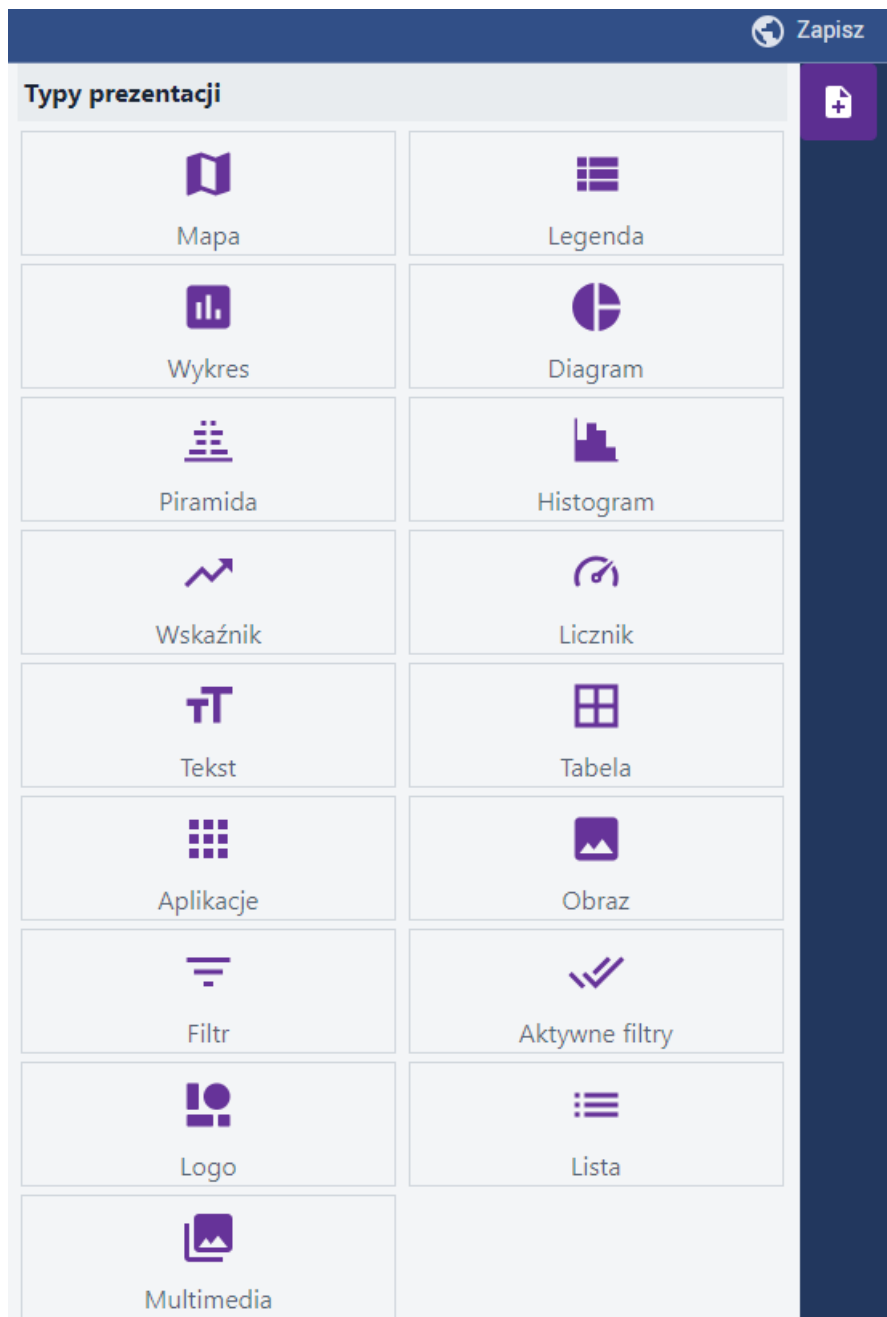 Zapisz
Typy prezentacji
Mapa
Legenda
Wykres
Diagram
Piramida
Histogram
Wskaźnik
Licznik
Tekst
Tabela
Aplikacje
Obraz
Filtr
Aktywne filtry
Logo
Lista
Multimedia